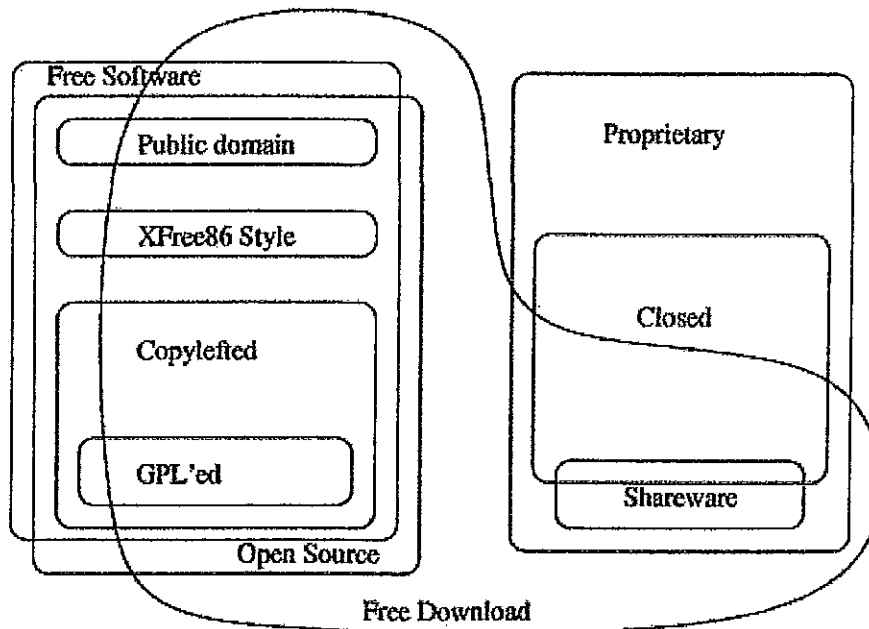 Free Software
Public domain
XFree86 Style
Copylefted
GPL'ed
Open Source
Proprietary
Closed
Shareware
Free Download